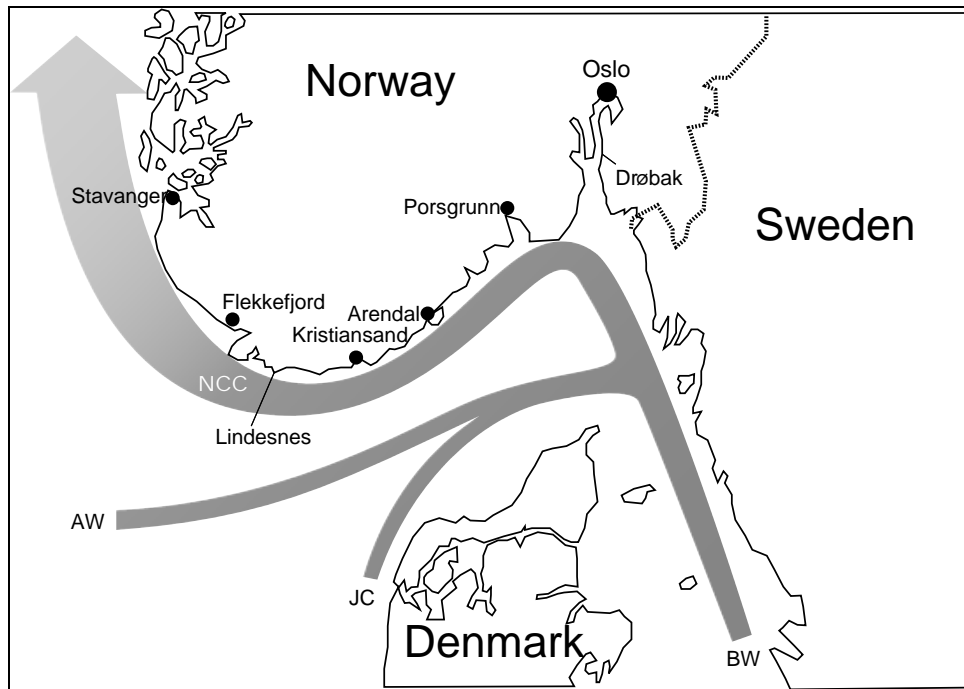 Norway
Oslo
Drøbak
Stavanger
Porsgrunn
Sweden
Flekkefjord
Arendal
Kristiansand
NCC
Lindesnes
AW
JC
Denmark
BW